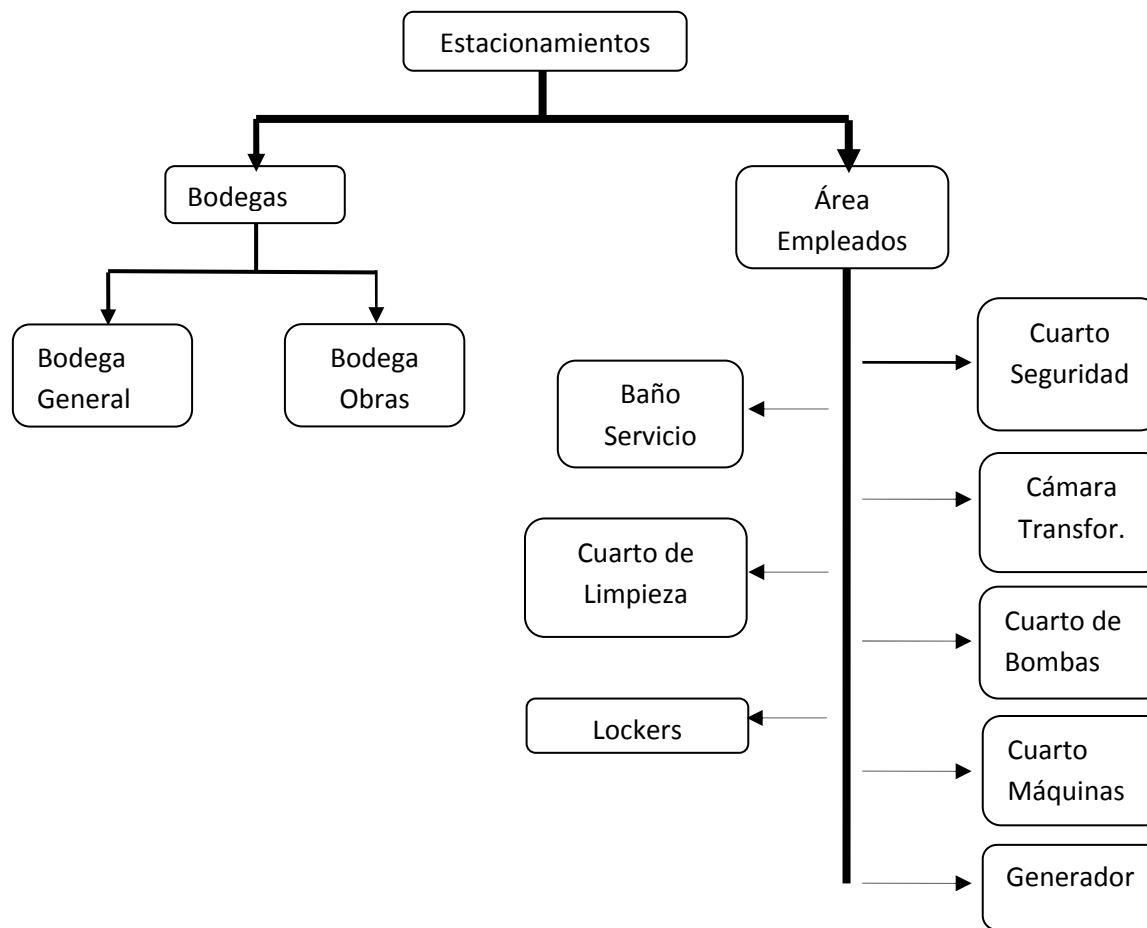 Estacionamientos
Bodegas
Área
Empleados
Bodega
General
Bodega
Obras
Cuarto
Seguridad
Baño
Servicio
Cámara
Transfor.
Cuarto de
Limpieza
Cuarto de
Bombas
Lockers
Cuarto
Máquinas
Generador